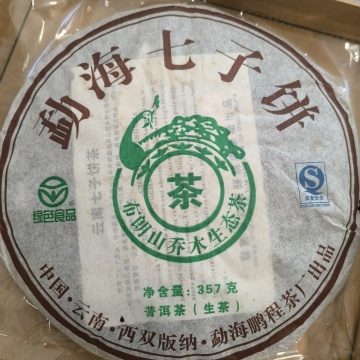 勐海七子饼
茶
布朗山乔木生态茶
绿色食品
净含量：357克
普洱茶（生茶）
中国·云南·西双版纳·勐海鹏程茶厂出品